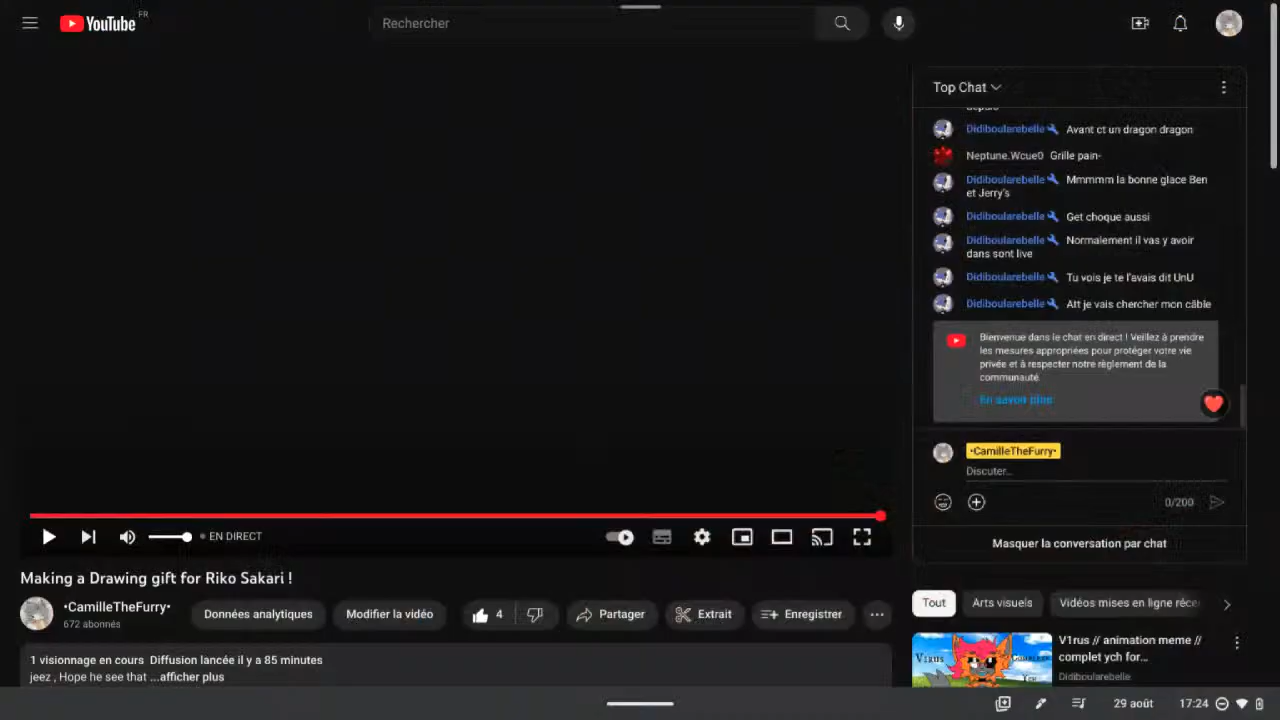 YouTube FR
Rechercher
Top Chat
depuis
Didiboularebelle Avant ct un dragon dragon
Neptune.Wcue0 Grille pain-
Didiboularebelle Mmmmm la bonne glace Ben
et Jerry's
Didiboularebelle Get choque aussi
Didiboularebelle Normalement il vas y avoir
dans sont live
Didiboularebelle Tu vois je te l'avais dit UnU
Didiboularebelle Att je vais chercher mon câble
Bienvenue dans le chat en direct ! Veillez à prendre
les mesures appropriées pour protéger votre vie
privée et à respecter notre règlement de la
communauté.
En savoir plus
•CamilleTheFurry•
Discuter...
0/200
Masquer la conversation par chat
EN DIRECT
Making a Drawing gift for Riko Sakari !
•CamilleTheFurry•
672 abonnés
Données analytiques
Modifier la vidéo
4
Partager
Extrait
Enregistrer
1 visionnage en cours Diffusion lancée il y a 85 minutes
jeez , Hope he see that ...afficher plus
Tout
Arts visuels
Vidéos mises en ligne réce
V1rus // animation meme //
complet ych for...
Didiboularebelle
Virus
29 août
17:24